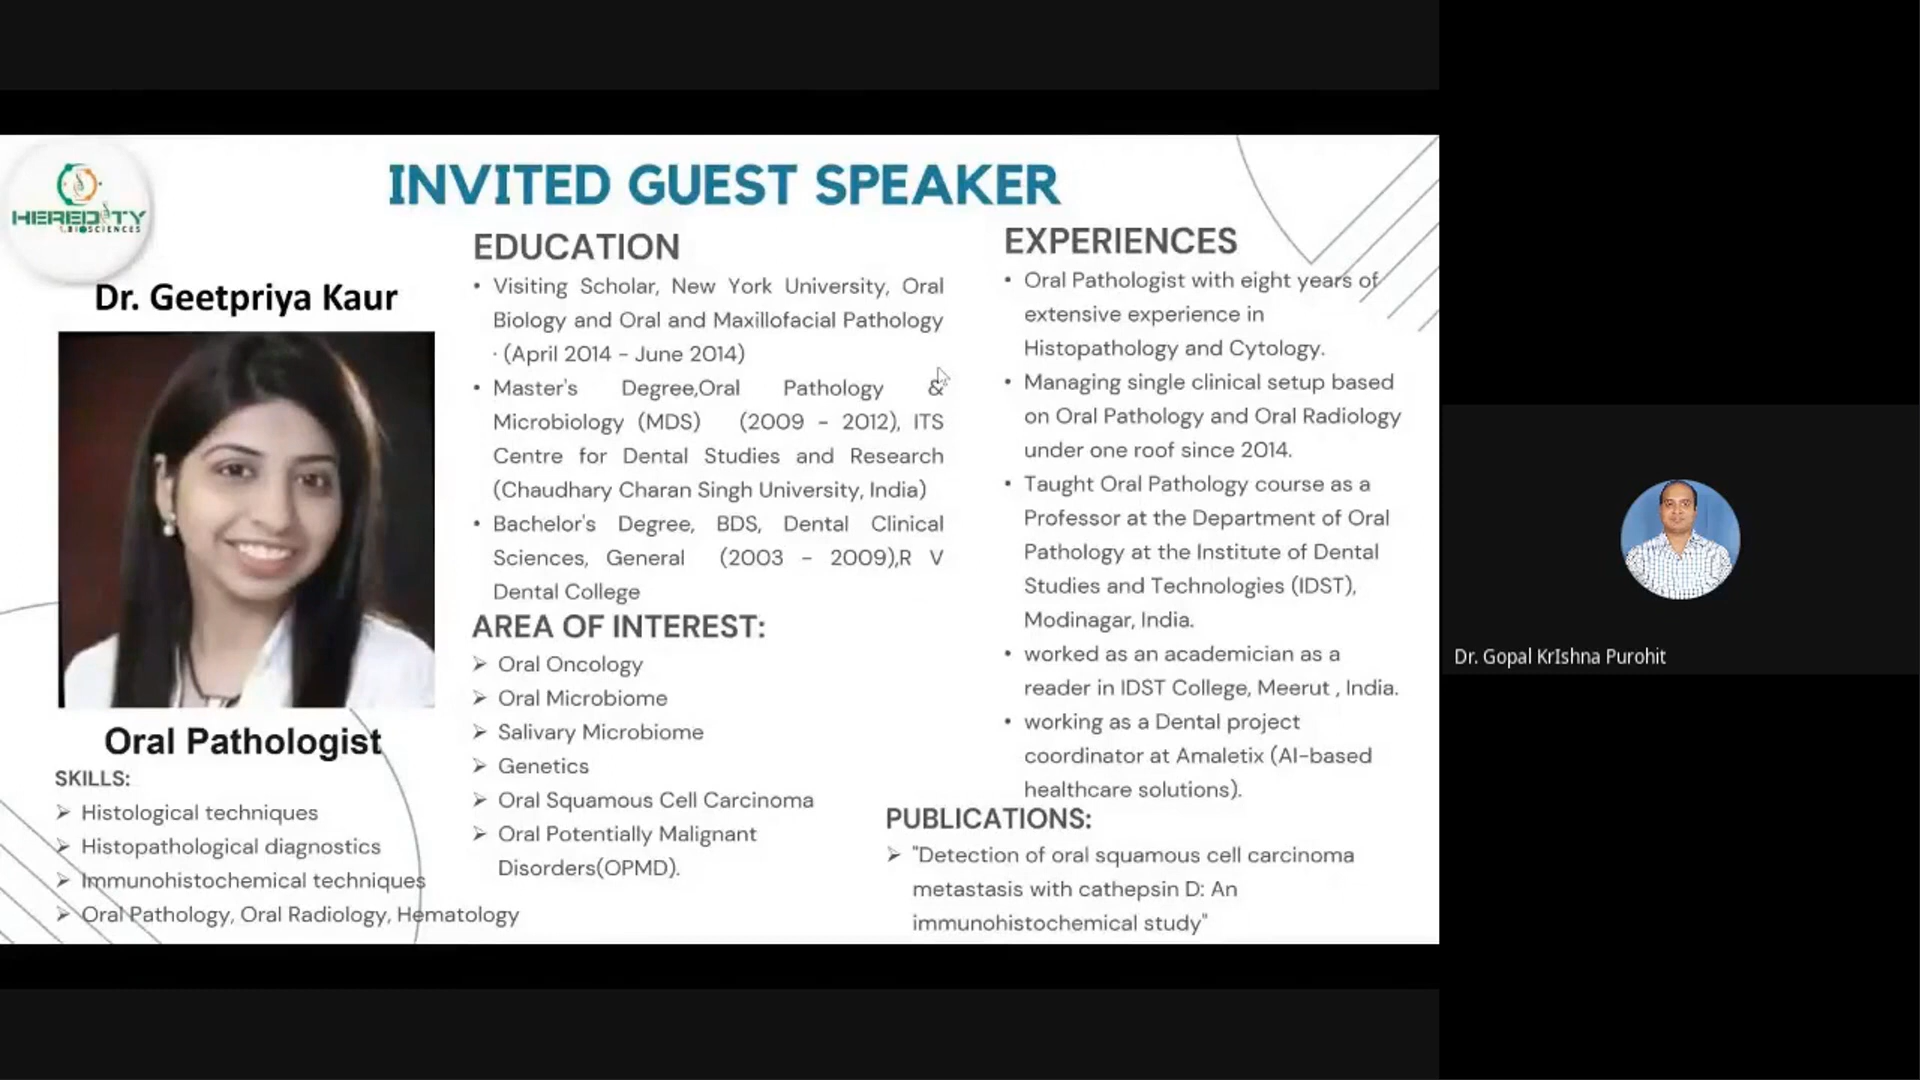 HEREDITY
BIOSCIENCES
INVITED GUEST SPEAKER
Dr. Geetpriya Kaur
Oral Pathologist
SKILLS:
➢ Histological techniques
➢ Histopathological diagnostics
➢ Immunohistochemical techniques
➢ Oral Pathology, Oral Radiology, Hematology
EDUCATION
• Visiting Scholar, New York University, Oral
Biology and Oral and Maxillofacial Pathology
· (April 2014 - June 2014)
• Master's Degree,Oral Pathology &
Microbiology (MDS) (2009 - 2012), ITS
Centre for Dental Studies and Research
(Chaudhary Charan Singh University, India)
• Bachelor's Degree, BDS, Dental Clinical
Sciences, General (2003 - 2009),R V
Dental College
AREA OF INTEREST:
➢ Oral Oncology
➢ Oral Microbiome
➢ Salivary Microbiome
➢ Genetics
➢ Oral Squamous Cell Carcinoma
➢ Oral Potentially Malignant
Disorders(OPMD).
EXPERIENCES
• Oral Pathologist with eight years of
extensive experience in
Histopathology and Cytology.
• Managing single clinical setup based
on Oral Pathology and Oral Radiology
under one roof since 2014.
• Taught Oral Pathology course as a
Professor at the Department of Oral
Pathology at the Institute of Dental
Studies and Technologies (IDST),
Modinagar, India.
• worked as an academician as a
reader in IDST College, Meerut , India.
• working as a Dental project
coordinator at Amaletix (AI-based
healthcare solutions).
PUBLICATIONS:
➢ "Detection of oral squamous cell carcinoma
metastasis with cathepsin D: An
immunohistochemical study"
Dr. Gopal KrIshna Purohit